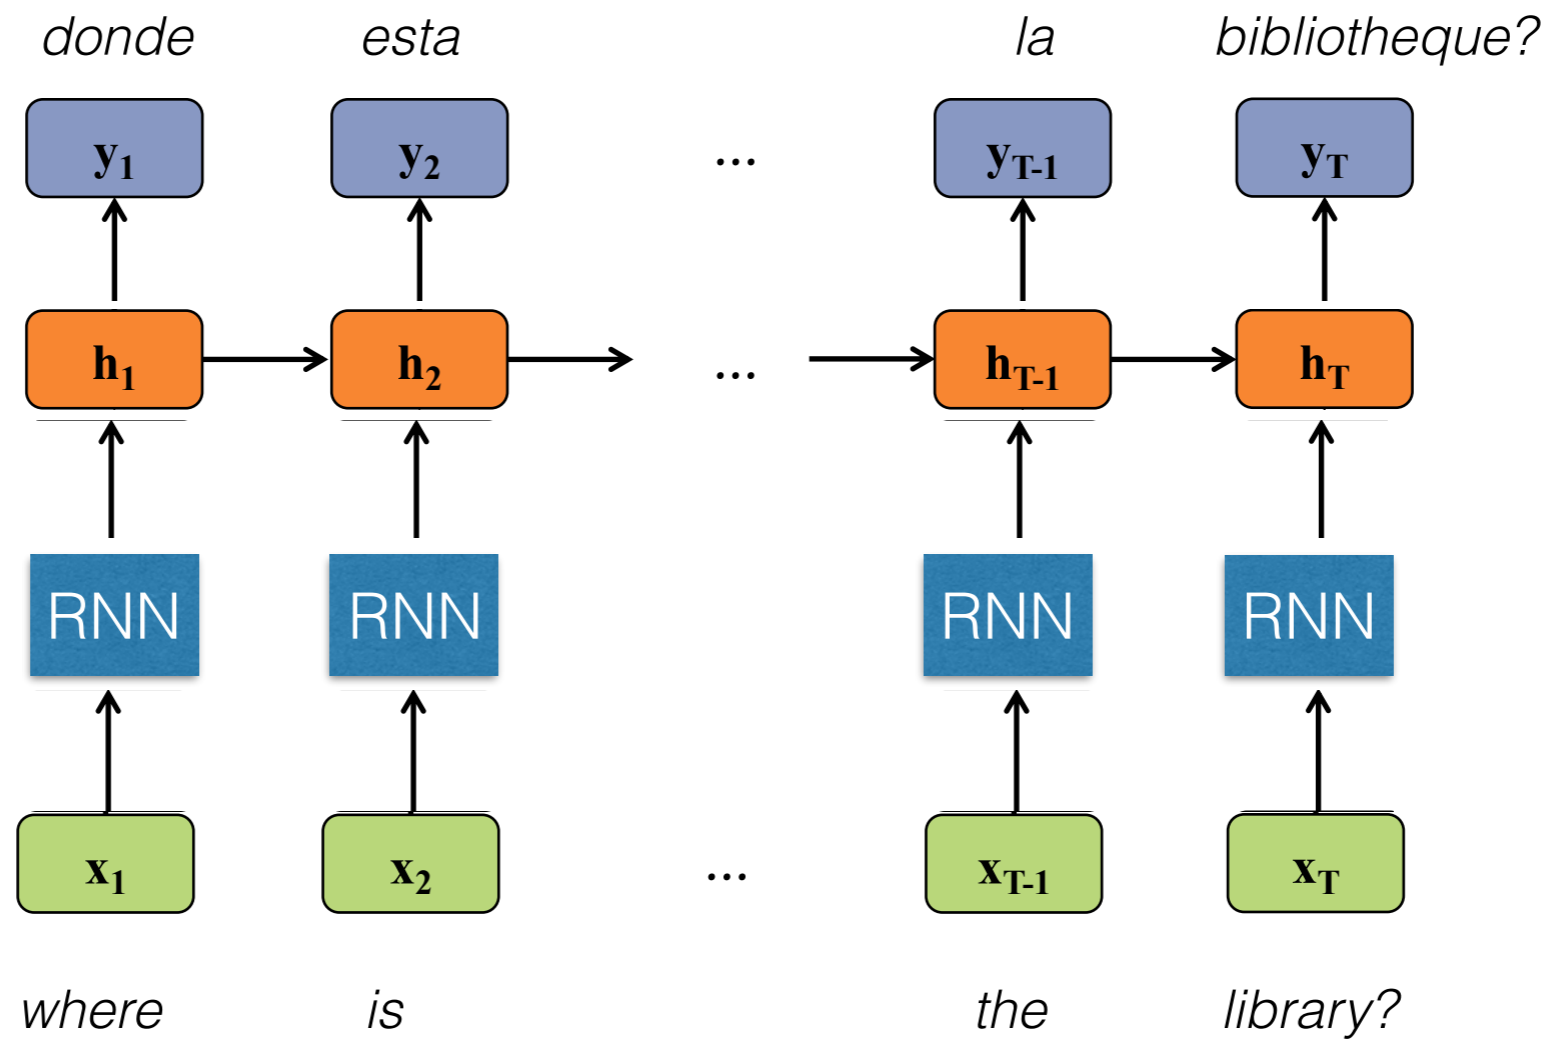 donde esta la bibliotheque?
y1 y2 ... yT-1 yT
h1 h2 ... hT-1 hT
RNN RNN RNN RNN
x1 x2 ... xT-1 xT
where is the library?